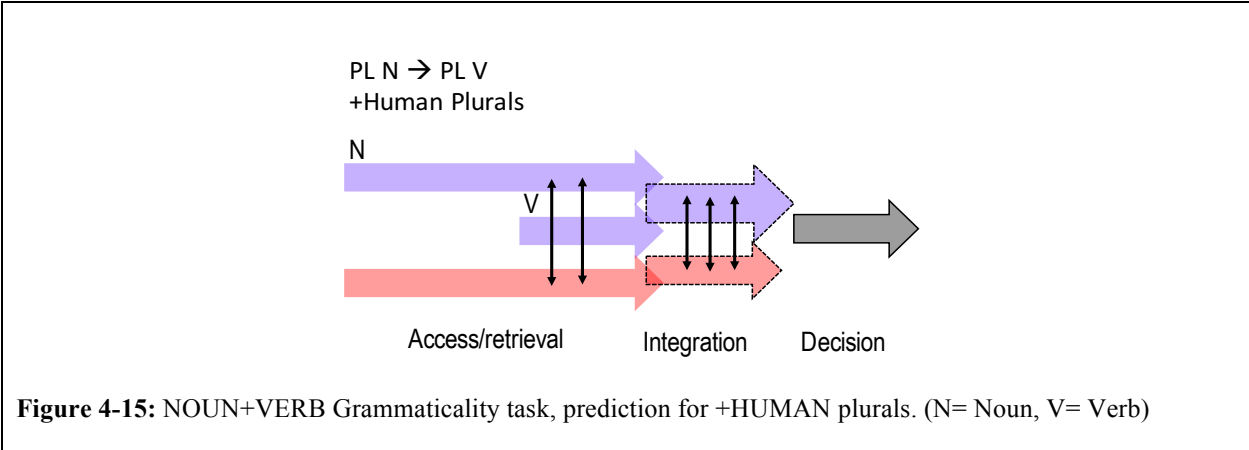 PL N → PL V
+Human Plurals
N
V
Access/retrieval
Integration
Decision
Figure 4-15: NOUN+VERB Grammaticality task, prediction for +HUMAN plurals. (N= Noun, V= Verb)